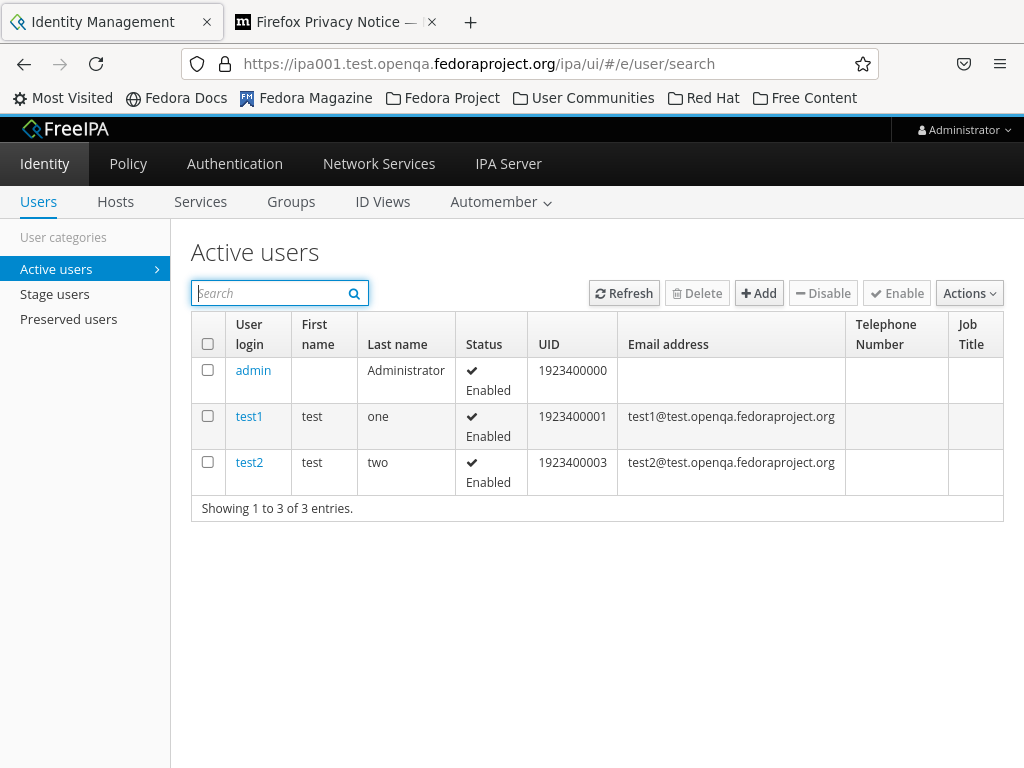 Identity Management
Firefox Privacy Notice —
https://ipa001.test.openqa.fedoraproject.org/ipa/ui/#/e/user/search
Most Visited Fedora Docs Fedora Magazine Fedora Project User Communities Red Hat Free Content
FreeIPA Administrator
Identity Policy Authentication Network Services IPA Server
Users Hosts Services Groups ID Views Automember
User categories
Active users
Stage users
Preserved users
Active users
Search Refresh Delete Add Disable Enable Actions
User login First name Last name Status UID Email address Telephone Number Job Title
admin Administrator Enabled 1923400000
test1 test one Enabled 1923400001 test1@test.openqa.fedoraproject.org
test2 test two Enabled 1923400003 test2@test.openqa.fedoraproject.org
Showing 1 to 3 of 3 entries.